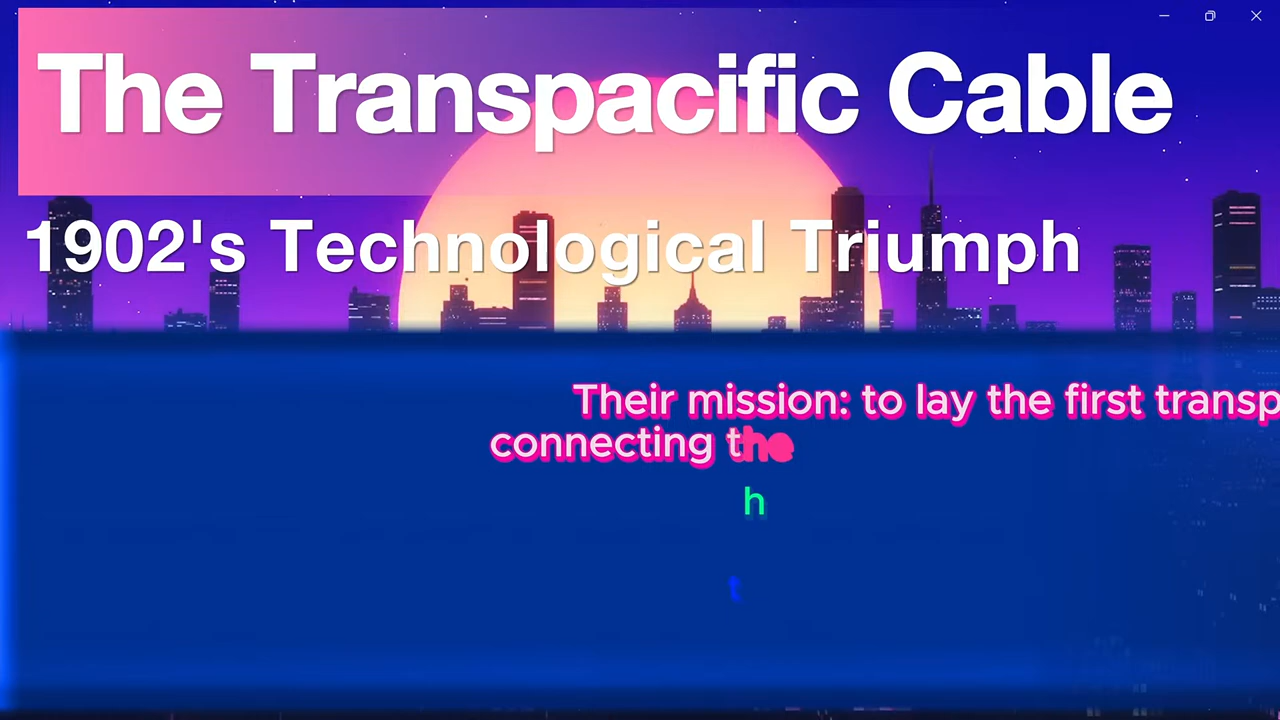 The Transpacific Cable
1902's Technological Triumph
Their mission: to lay the first transp
connecting the
h
t